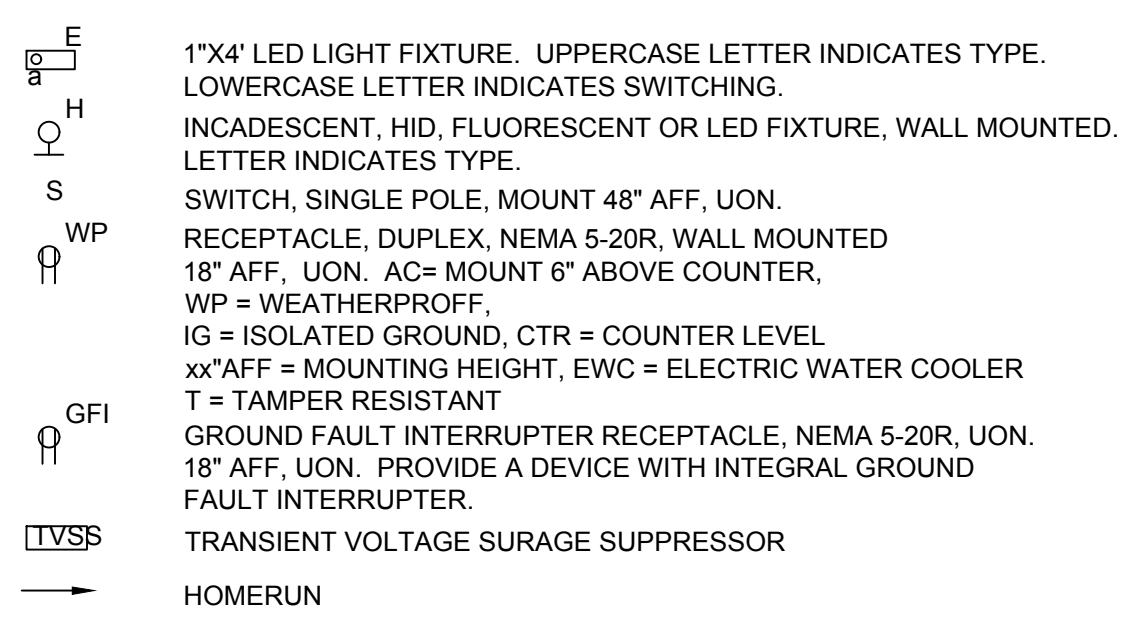 E
1"X4' LED LIGHT FIXTURE. UPPERCASE LETTER INDICATES TYPE.
a
LOWERCASE LETTER INDICATES SWITCHING.
H
INCADESCENT, HID, FLUORESCENT OR LED FIXTURE, WALL MOUNTED.
LETTER INDICATES TYPE.
S SWITCH, SINGLE POLE, MOUNT 48" AFF, UON.
WP RECEPTACLE, DUPLEX, NEMA 5-20R, WALL MOUNTED
18" AFF, UON. AC= MOUNT 6" ABOVE COUNTER,
WP = WEATHERPROFF,
IG = ISOLATED GROUND, CTR = COUNTER LEVEL
xx"AFF = MOUNTING HEIGHT, EWC = ELECTRIC WATER COOLER
T = TAMPER RESISTANT
GFI
GROUND FAULT INTERRUPTER RECEPTACLE, NEMA 5-20R, UON.
18" AFF, UON. PROVIDE A DEVICE WITH INTEGRAL GROUND
FAULT INTERRUPTER.
TVSS TRANSIENT VOLTAGE SURAGE SUPPRESSOR
HOMERUN